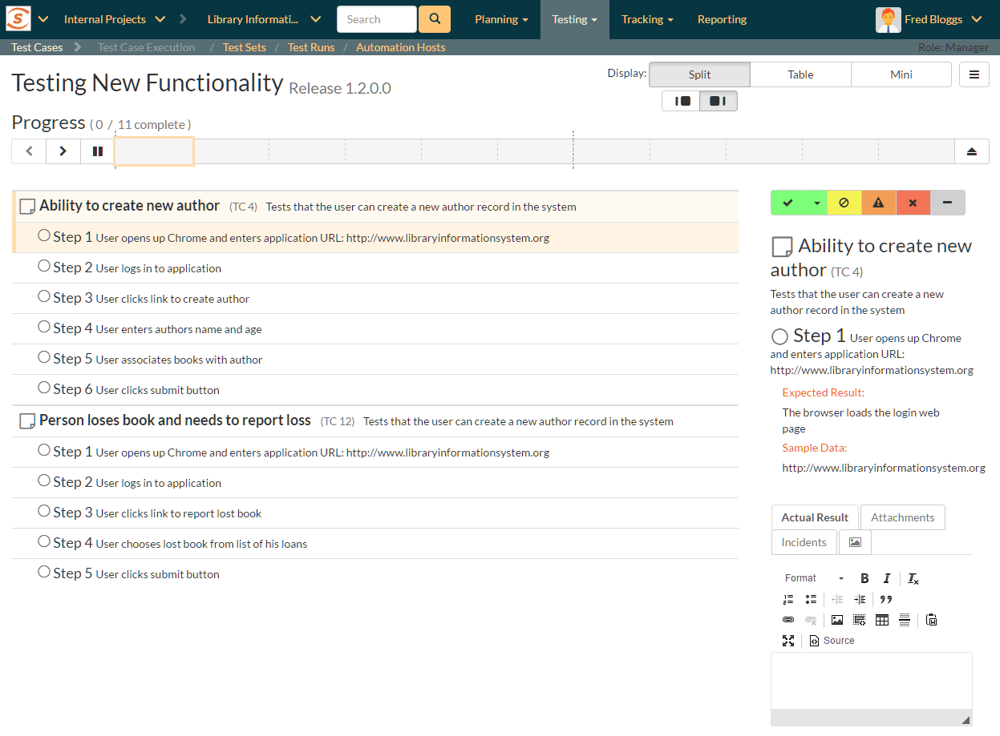 S Internal Projects Library Informati... Search Planning Testing Tracking Reporting Fred Bloggs
Test Cases Test Case Execution / Test Sets / Test Runs / Automation Hosts Role: Manager
Testing New Functionality Release 1.2.0.0
Display: Split Table Mini
Progress ( 0 / 11 complete )
Ability to create new author (TC 4) Tests that the user can create a new author record in the system
Step 1 User opens up Chrome and enters application URL: http://www.libraryinformationsystem.org
Step 2 User logs in to application
Step 3 User clicks link to create author
Step 4 User enters authors name and age
Step 5 User associates books with author
Step 6 User clicks submit button
Person loses book and needs to report loss (TC 12) Tests that the user can create a new author record in the system
Step 1 User opens up Chrome and enters application URL: http://www.libraryinformationsystem.org
Step 2 User logs in to application
Step 3 User clicks link to report lost book
Step 4 User chooses lost book from list of his loans
Step 5 User clicks submit button
Ability to create new
author (TC 4)
Tests that the user can create a new
author record in the system
Step 1 User opens up Chrome
and enters application URL:
http://www.libraryinformationsystem.org
Expected Result:
The browser loads the login web
page
Sample Data:
http://www.libraryinformationsystem.org
Actual Result Attachments
Incidents
Format B I Tx
Source